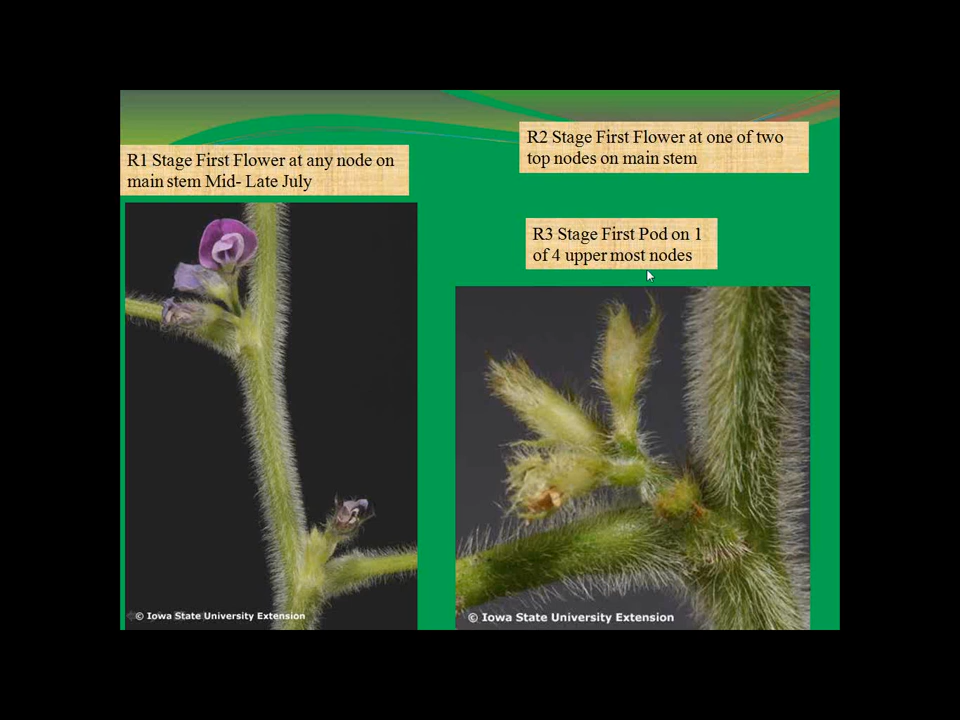 R1 Stage First Flower at any node on
main stem Mid- Late July
R2 Stage First Flower at one of two
top nodes on main stem
R3 Stage First Pod on 1
of 4 upper most nodes
© Iowa State University Extension
© Iowa State University Extension